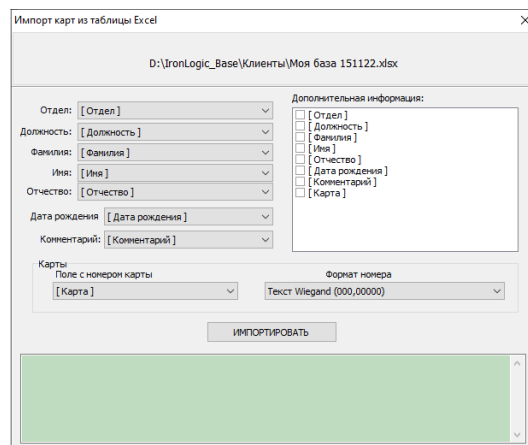 Импорт карт из таблицы Excel
D:\IronLogic_Base\Клиенты\Моя база 151122.xlsx
Отдел: [ Отдел ]
Должность: [ Должность ]
Фамилия: [ Фамилия ]
Имя: [ Имя ]
Отчество: [ Отчество ]
Дата рождения [ Дата рождения ]
Комментарий: [ Комментарий ]
Дополнительная информация:
[ Отдел ]
[ Должность ]
[ Фамилия ]
[ Имя ]
[ Отчество ]
[ Дата рождения ]
[ Комментарий ]
[ Карта ]
Карты
Поле с номером карты
[ Карта ]
Формат номера
Текст Wiegand (000,00000)
ИМПОРТИРОВАТЬ